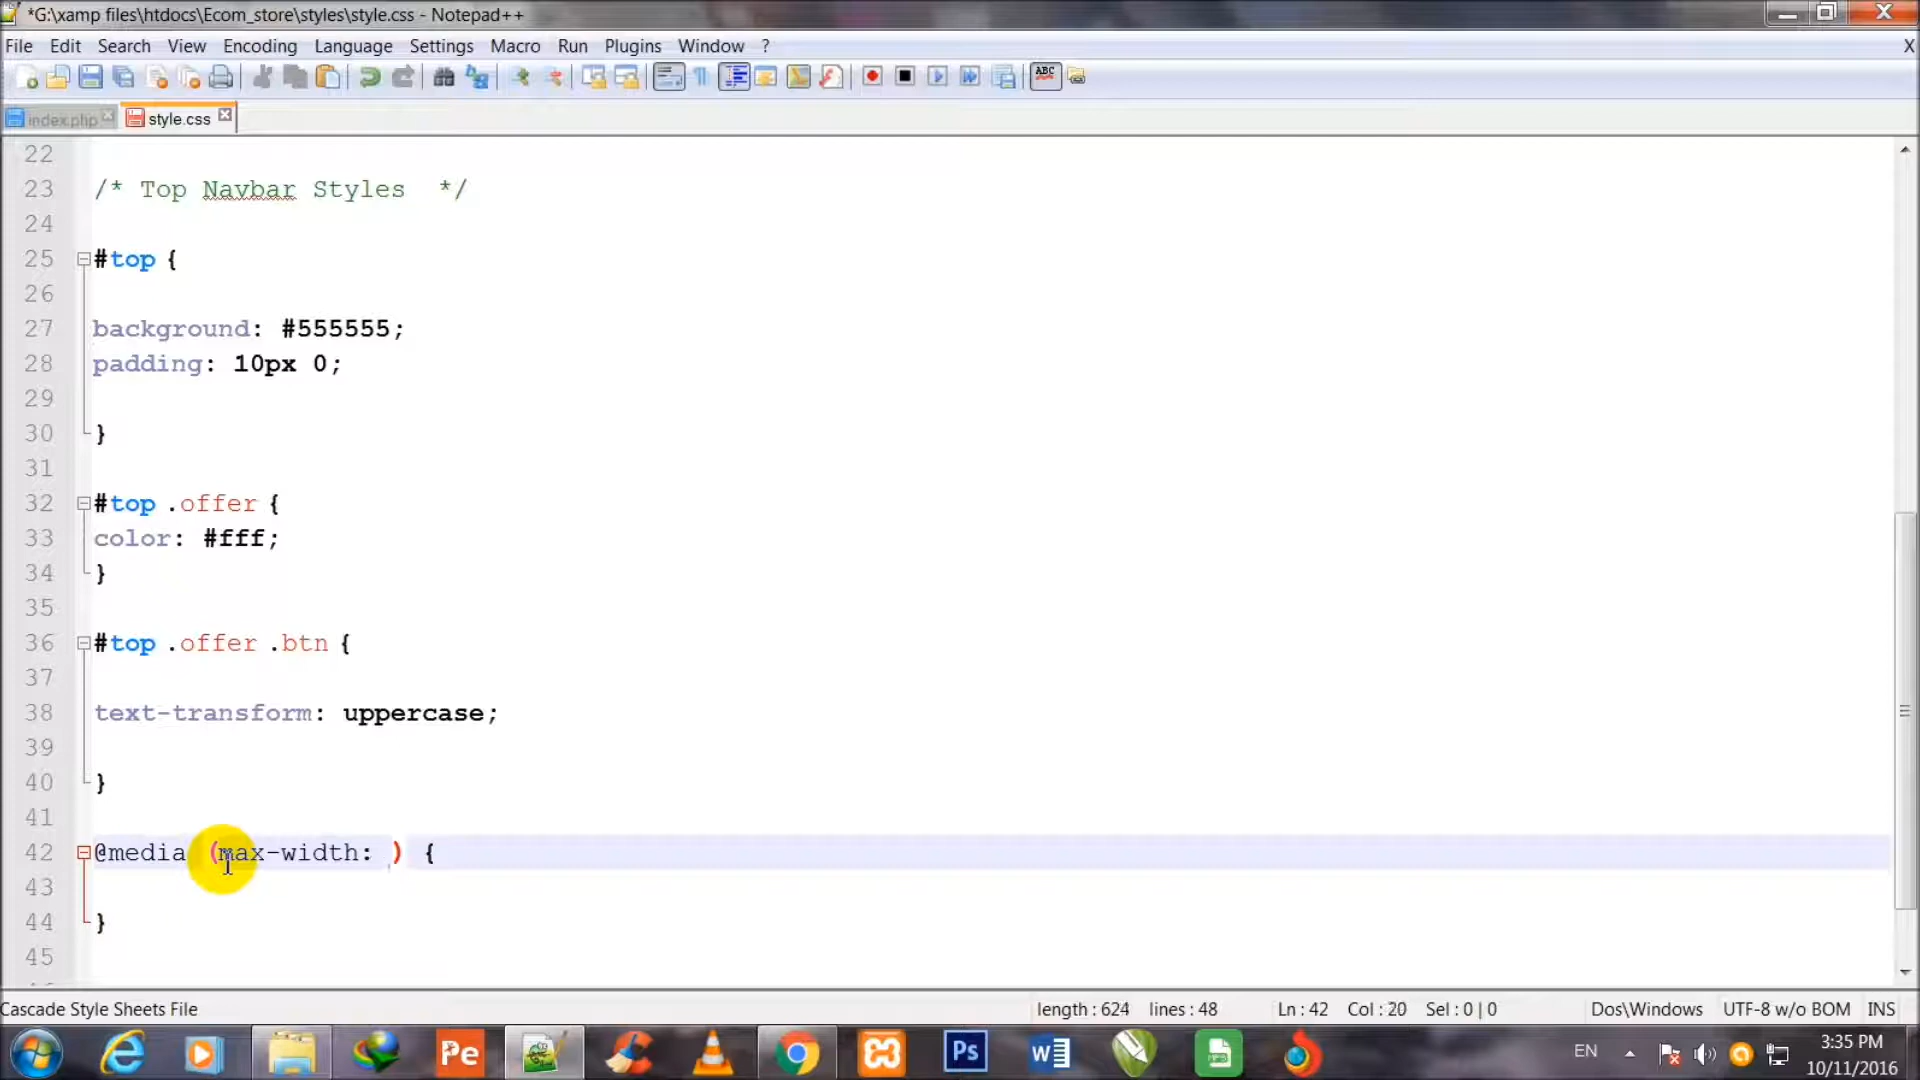 *G:\xamp files\htdocs\Ecom_store\styles\style.css - Notepad++
File Edit Search View Encoding Language Settings Macro Run Plugins Window ? X
ABC
index.php style.css
22
23 /* Top Navbar Styles */
24
25 #top {
26
27 background: #555555;
28 padding: 10px 0;
29
30 }
31
32 #top .offer {
33 color: #fff;
34 }
35
36 #top .offer .btn {
37
38 text-transform: uppercase;
39
40 }
41
42 @media (max-width: ) {
43
44 }
45
Cascade Style Sheets File length : 624 lines : 48 Ln : 42 Col : 20 Sel : 0 | 0 Dos\Windows UTF-8 w/o BOM INS
Pe Ps W EN 3:35 PM
10/11/2016